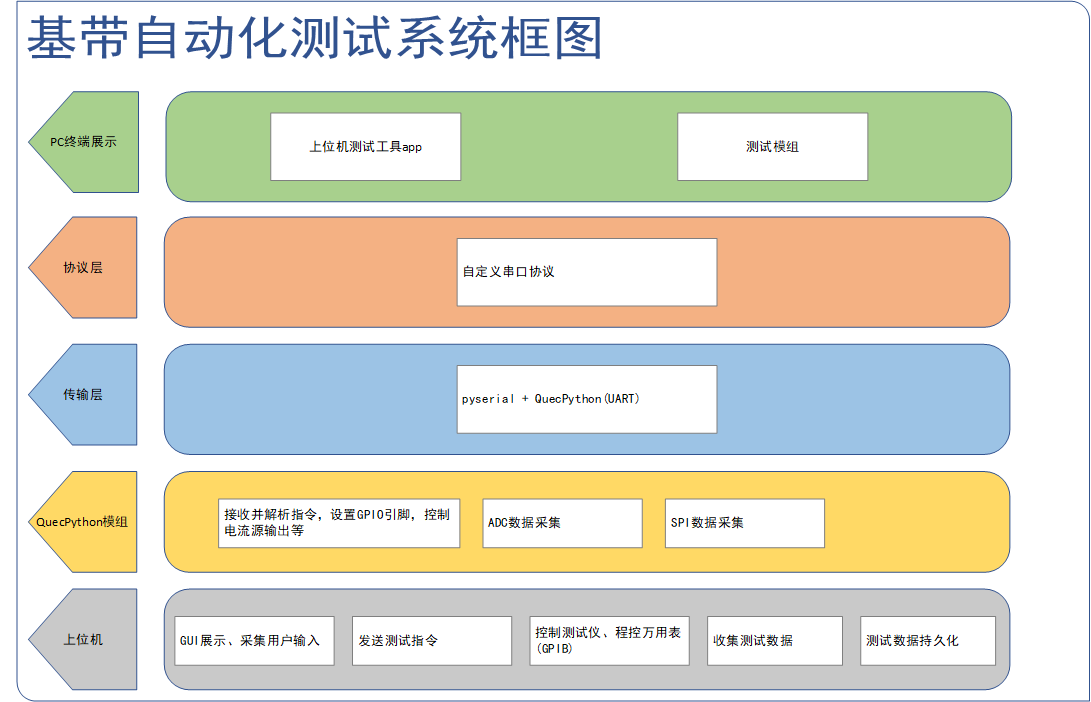 基带自动化测试系统框图
PC终端展示
上位机测试工具app
测试模组
协议层
自定义串口协议
传输层
pyserial + QuecPython(UART)
QuecPython模组
接收并解析指令，设置GPIO引脚，控制
电流源输出等
ADC数据采集
SPI数据采集
上位机
GUI展示、采集用户输入
发送测试指令
控制测试仪、程控万用表
(GPIB)
收集测试数据
测试数据持久化